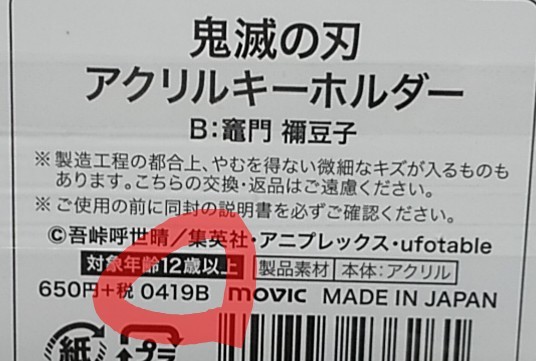 鬼滅の刃
アクリルキーホルダー
B:竈門 禰豆子
※製造工程の都合上、やむを得ない微細なキズが入るものも
あります。こちらの交換・返品はご遠慮ください。
※ご使用の前に同封の説明書を必ずご確認ください。
©吾峠呼世晴/集英社・アニプレックス・ufotable
対象年齢12歳以上 製品素材 本体:アクリル
650円+税 0419B movic MADE IN JAPAN
紙 プラ